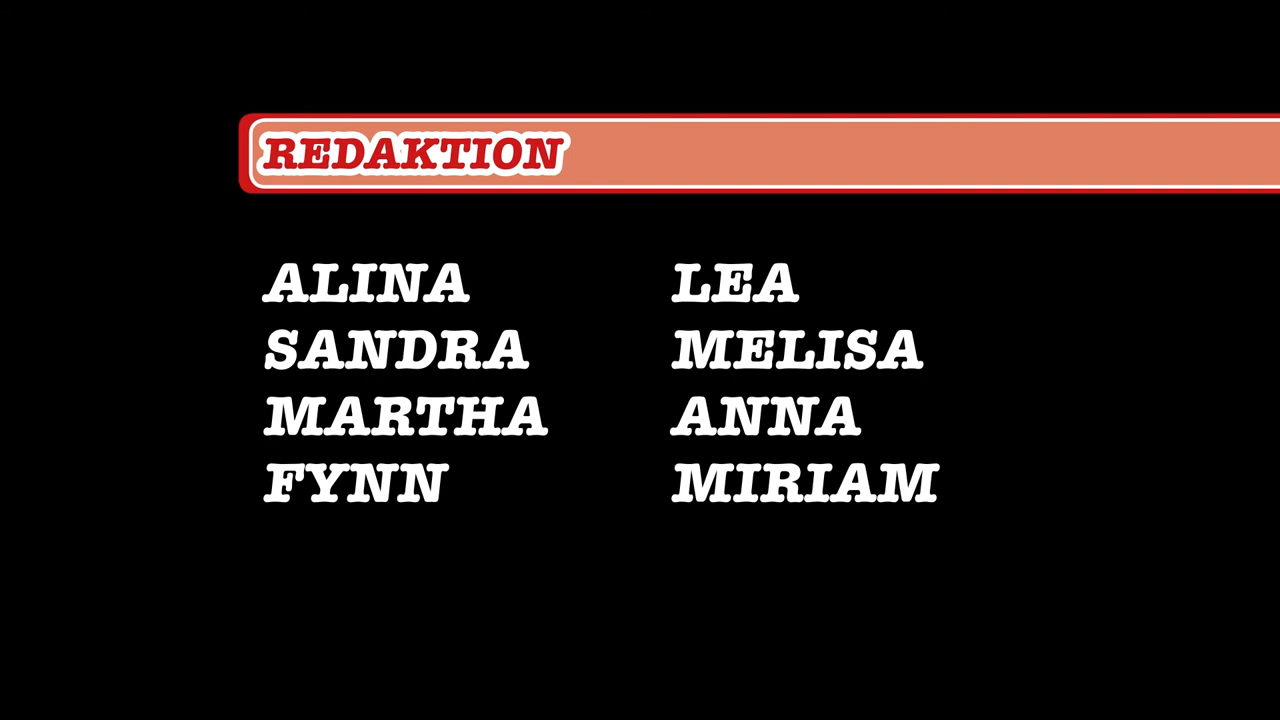 REDAKTION
ALINA
SANDRA
MARTHA
FYNN
LEA
MELISA
ANNA
MIRIAM